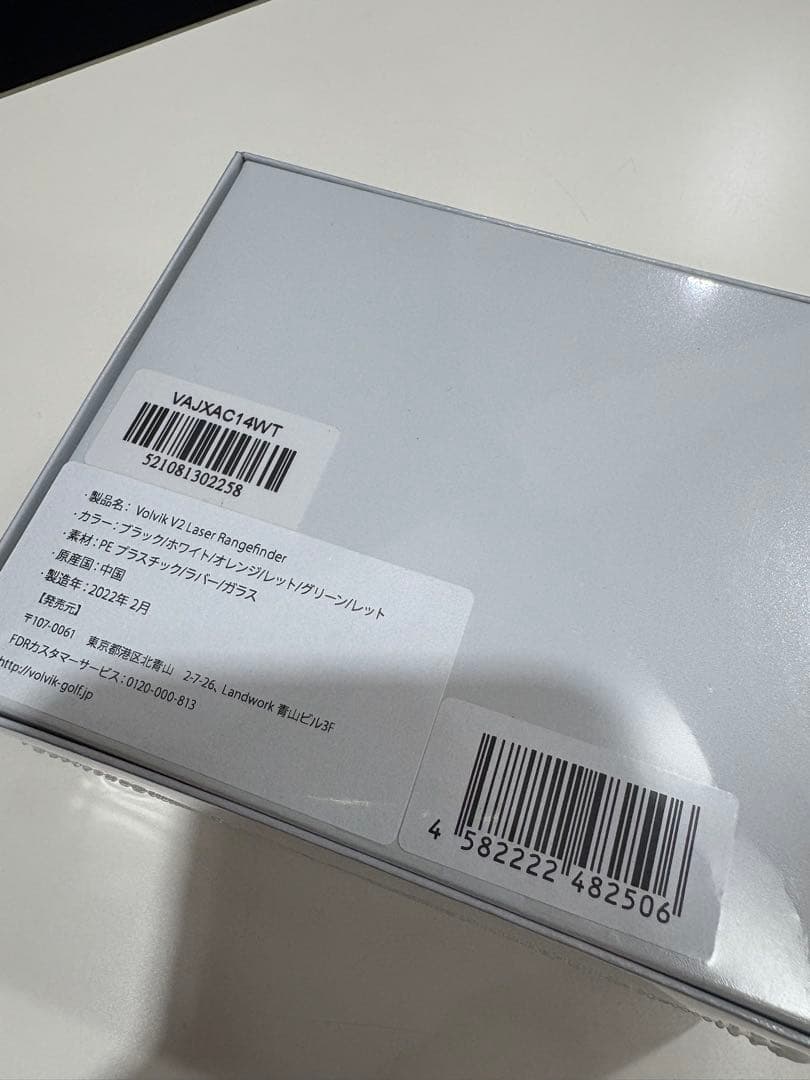 VAJXAC14WT
521081302258
・製品名： Volvik V2 Laser Rangefinder
・カラー：ブラック/ホワイト/オレンジ/レット/グリーン/レット
・素材：PE プラスチック/ラバー/ガラス
・原産国：中国
・製造年：2022年 2月
【発売元】
〒107-0061 東京都港区北青山 2-7-26、Landwork 青山ビル3F
FDRカスタマーサービス：0120-000-813
http://volvik-golf.jp
4 582222 482506